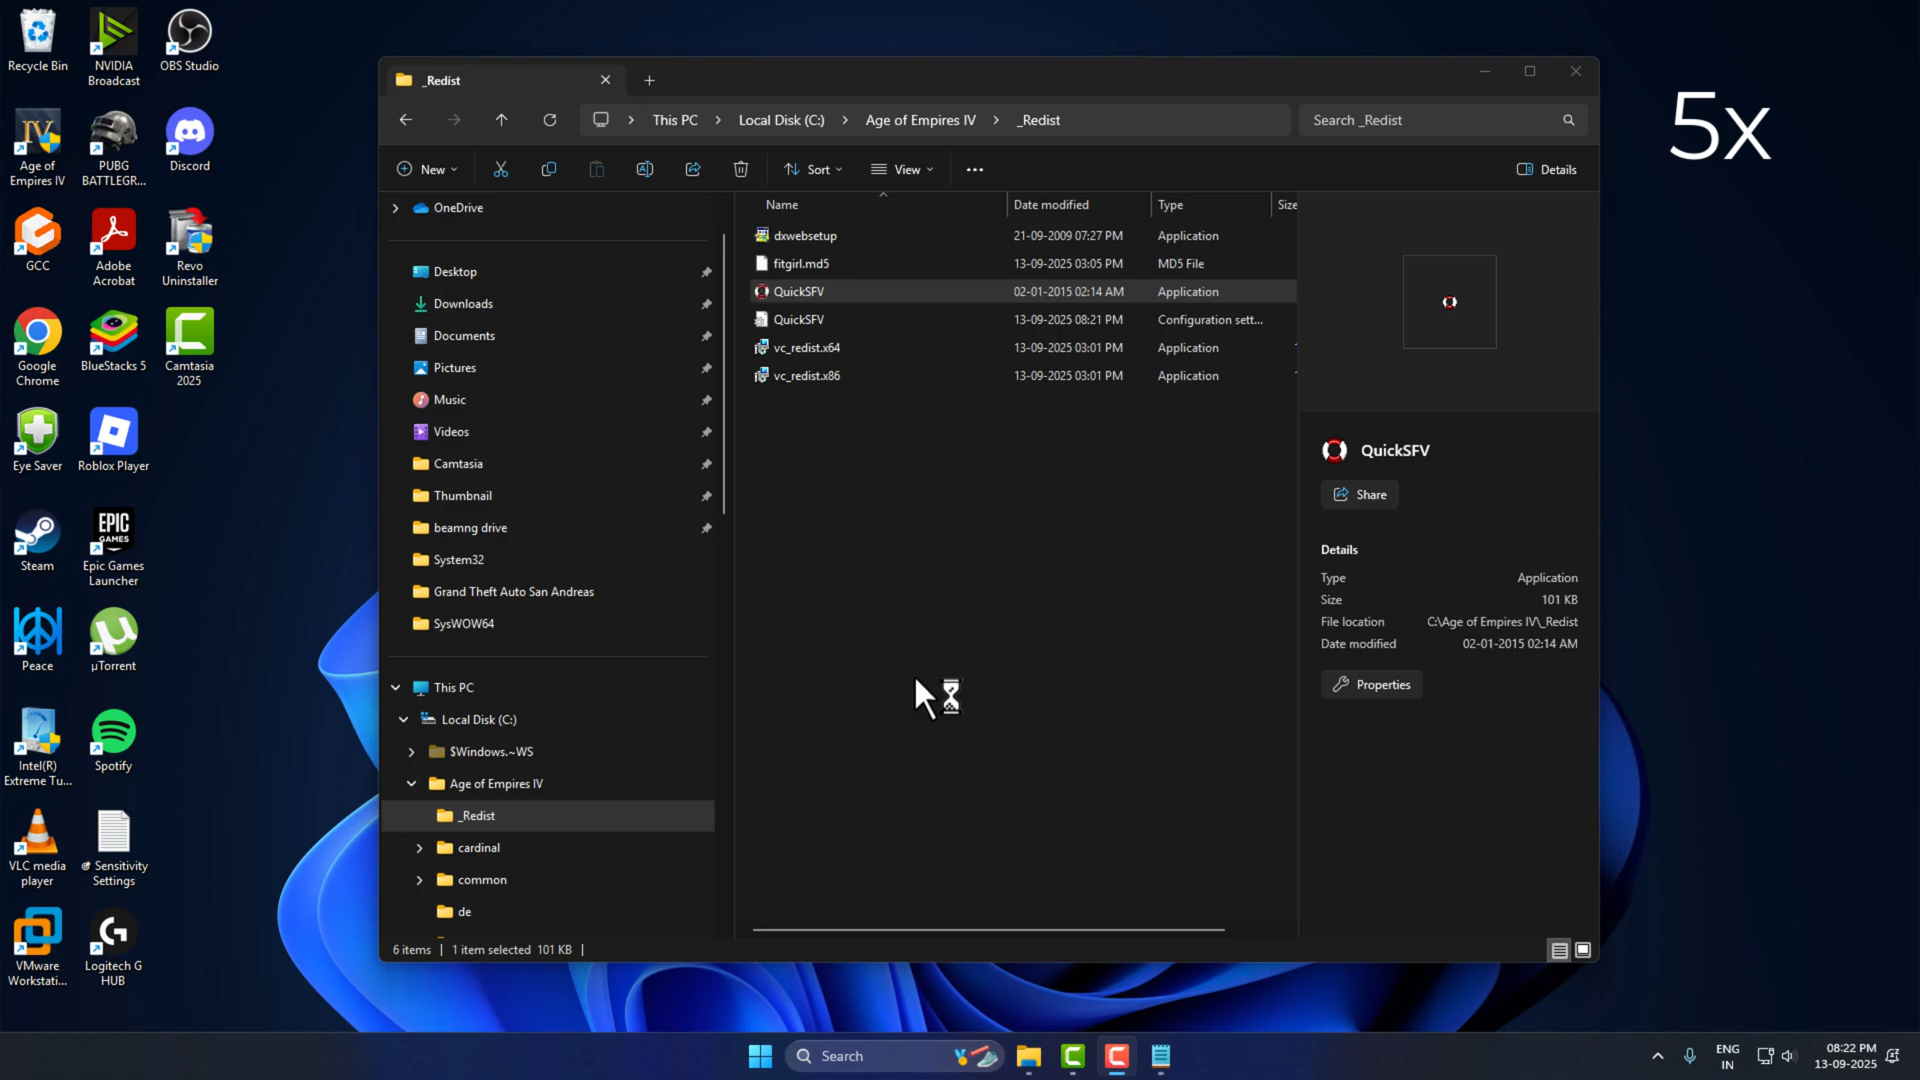 Recycle Bin
NVIDIA
Broadcast
OBS Studio
Age of
Empires IV
PUBG
BATTLEGR...
Discord
GCC
Adobe
Acrobat
Revo
Uninstaller
Google
Chrome
BlueStacks 5
Camtasia
2025
Eye Saver
Roblox Player
Steam
EPIC
GAMES
Epic Games
Launcher
Peace
µTorrent
Intel(R)
Extreme Tu...
Spotify
VLC media
player
Sensitivity
Settings
VMware
Workstati...
Logitech G
HUB
_Redist
This PC
Local Disk (C:)
Age of Empires IV
_Redist
Search _Redist
5x
New
Sort
View
Details
OneDrive
Desktop
Downloads
Documents
Pictures
Music
Videos
Camtasia
Thumbnail
beamng drive
System32
Grand Theft Auto San Andreas
SysWOW64
This PC
Local Disk (C:)
$Windows.~WS
Age of Empires IV
_Redist
cardinal
common
de
Name Date modified Type Size
dxwebsetup 21-09-2009 07:27 PM Application
fitgirl.md5 13-09-2025 03:05 PM MD5 File
QuickSFV 02-01-2015 02:14 AM Application
QuickSFV 13-09-2025 08:21 PM Configuration sett...
vc_redist.x64 13-09-2025 03:01 PM Application
vc_redist.x86 13-09-2025 03:01 PM Application
QuickSFV
Share
Details
Type Application
Size 101 KB
File location C:\Age of Empires IV\_Redist
Date modified 02-01-2015 02:14 AM
Properties
6 items 1 item selected 101 KB
Search
ENG
IN
08:22 PM
13-09-2025